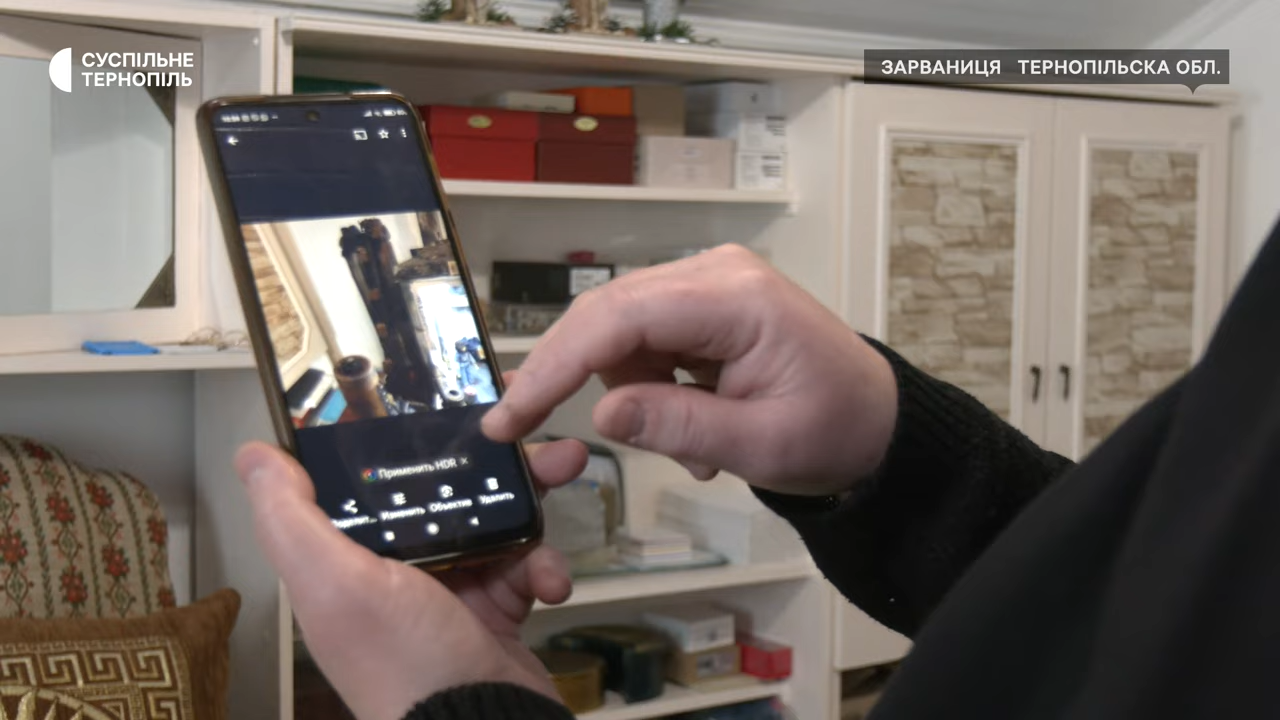 СУСПІЛЬНЕ
ТЕРНОПІЛЬ
ЗАРВАНИЦЯ ТЕРНОПІЛЬСКА ОБЛ.
Применить HDR
Изменить Объектив Удалить